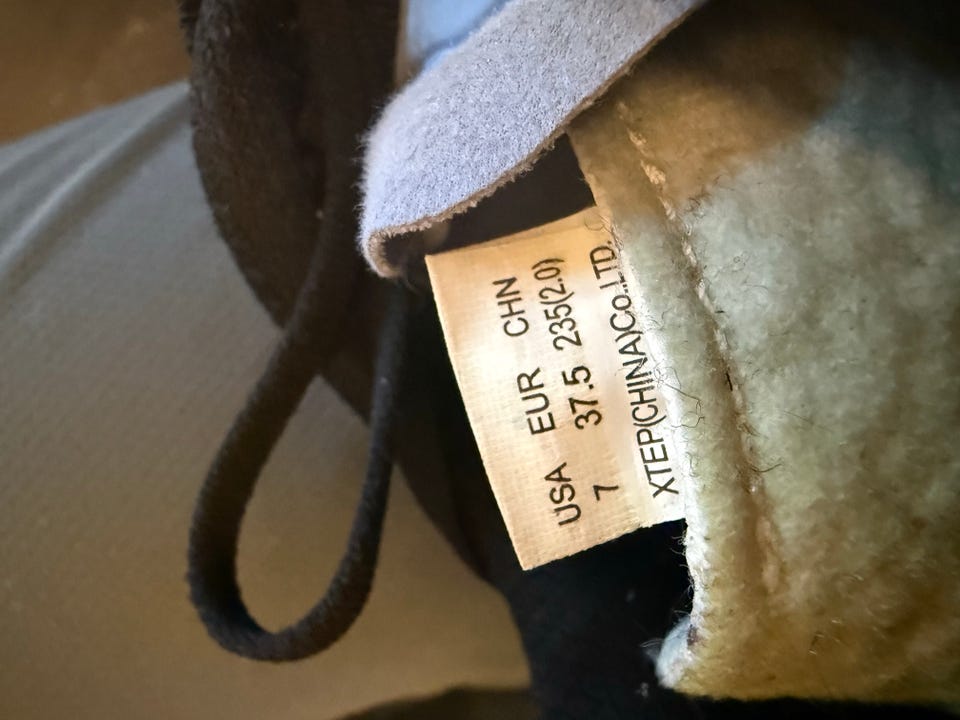 USA EUR CHN
7 37.5 235(2.0)
XTEP(CHINA)Co.LTD.